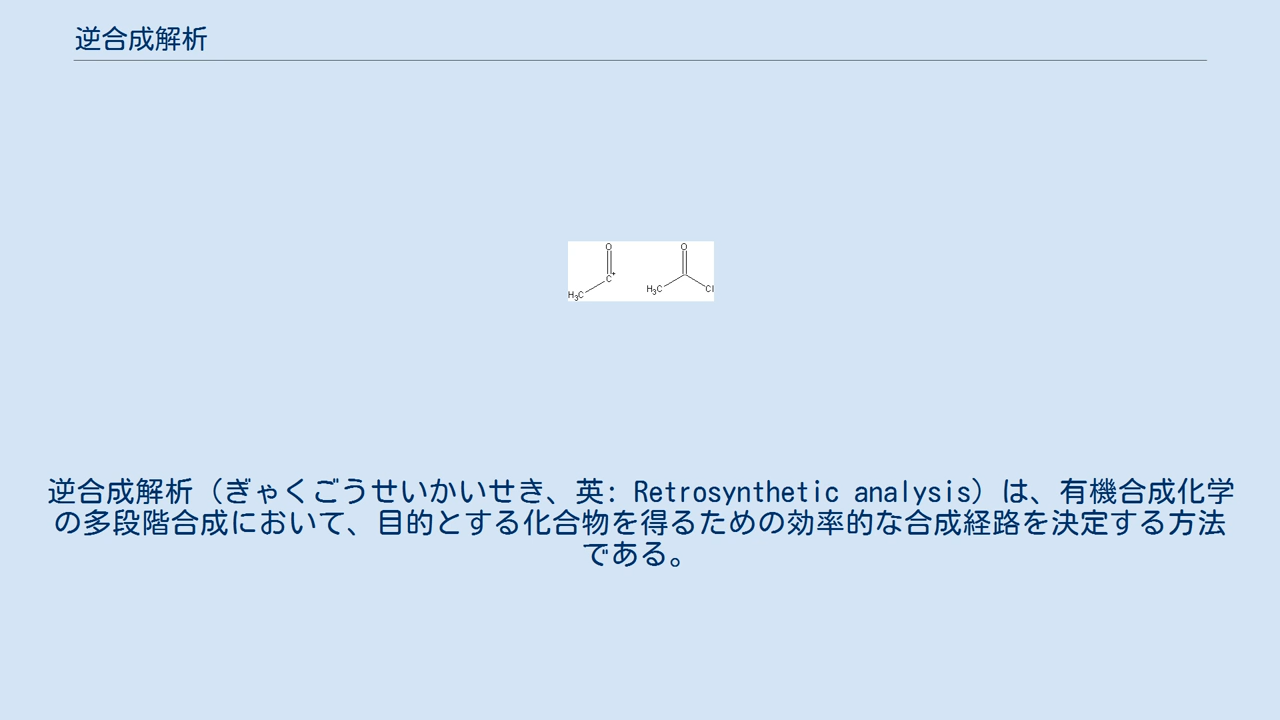 逆合成解析
O O
C+
H3C H3C Cl
逆合成解析（ぎゃくごうせいかいせき、英: Retrosynthetic analysis）は、有機合成化学
の多段階合成において、目的とする化合物を得るための効率的な合成経路を決定する方法
である。